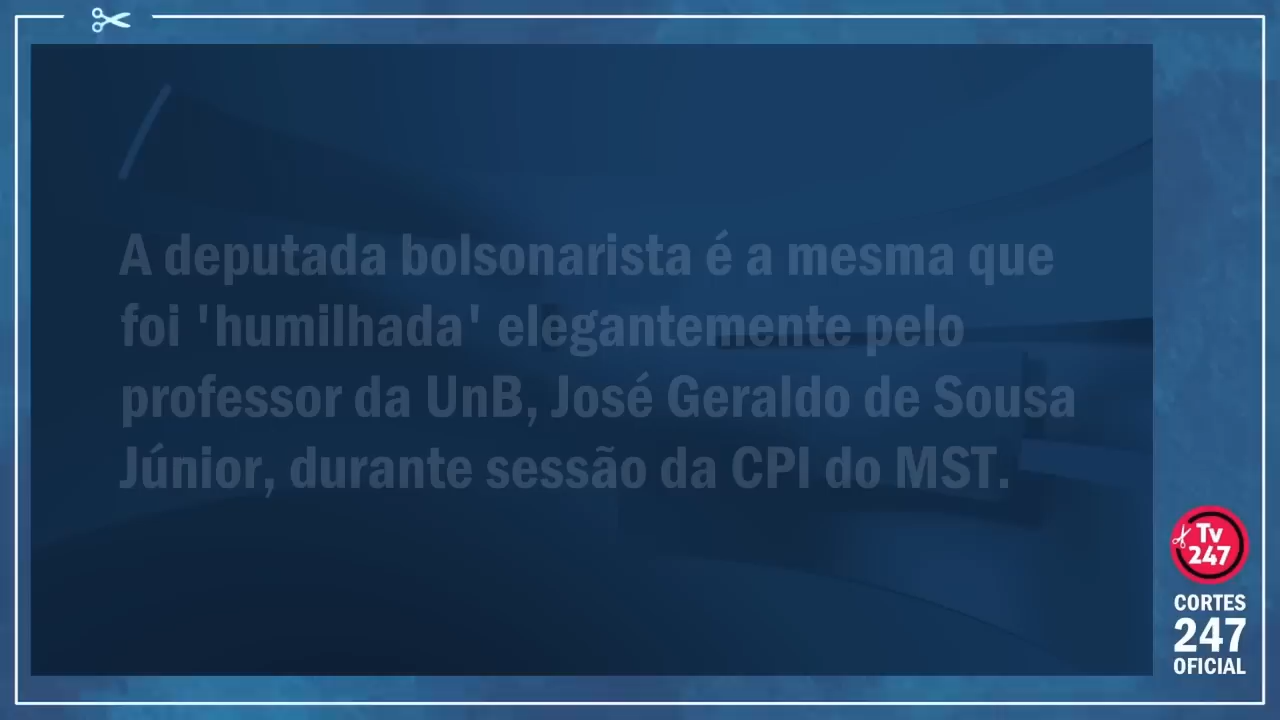 A deputada bolsonarista é a mesma que
foi 'humilhada' elegantemente pelo
professor da UnB, José Geraldo de Sousa
Júnior, durante sessão da CPI do MST.
Tv
247
CORTES
247
OFICIAL